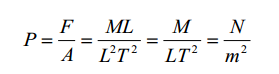 P = F/A = ML/L²T² = M/LT² = N/m²